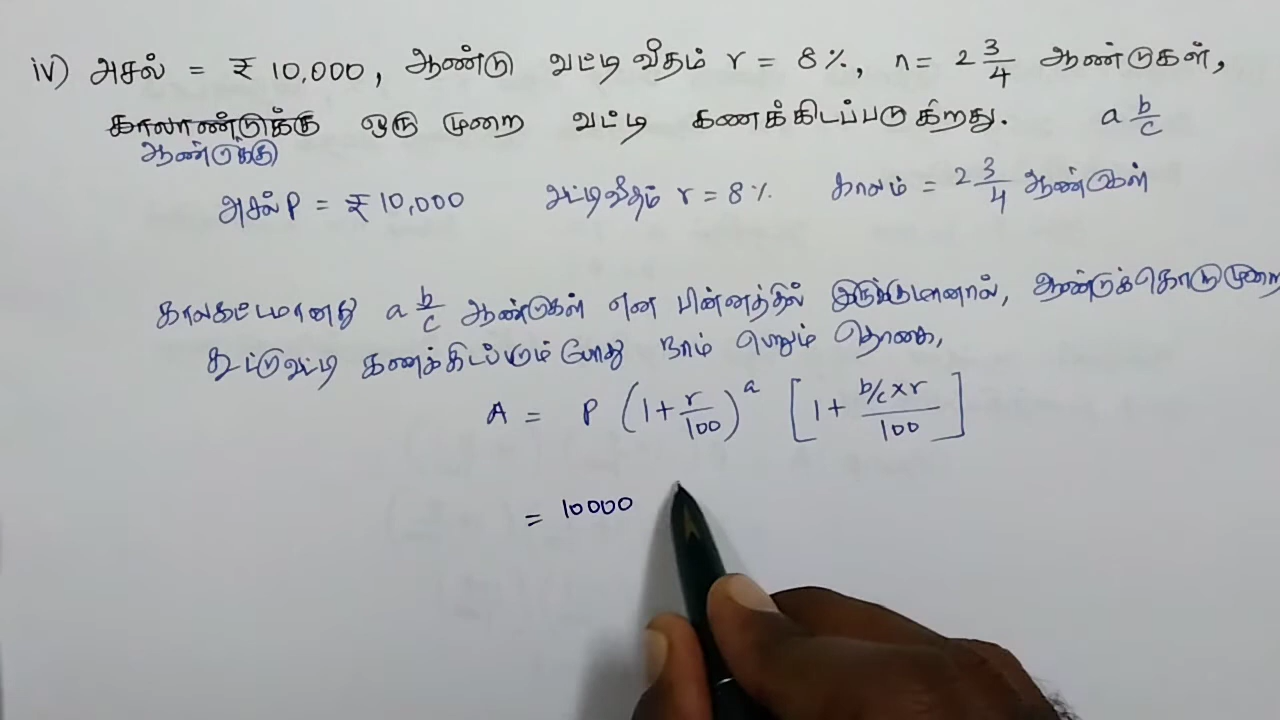 iv) அசல் = ₹ 10,000, ஆண்டு வட்டி வீதம் r = 8 %, n = 2 3/4 ஆண்டுகள்,
காலாண்டுக்கு ஒரு முறை வட்டி கணக்கிடப்படுகிறது. a b/c
ஆண்டுக்கு
அசல் P = ₹ 10,000 வட்டிவீதம் r = 8 % காலம் = 2 3/4 ஆண்டுகள்
காலகட்டமானது a b/c ஆண்டுகள் என பின்னத்தில் இருக்குமானால், ஆண்டுக்கொருமுறை
கூட்டுவட்டி கணக்கிடப்படும்போது நாம் பெறும் தொகை,
A = P (1 + r/100)^a [1 + (b/c × r)/100]
= 10000